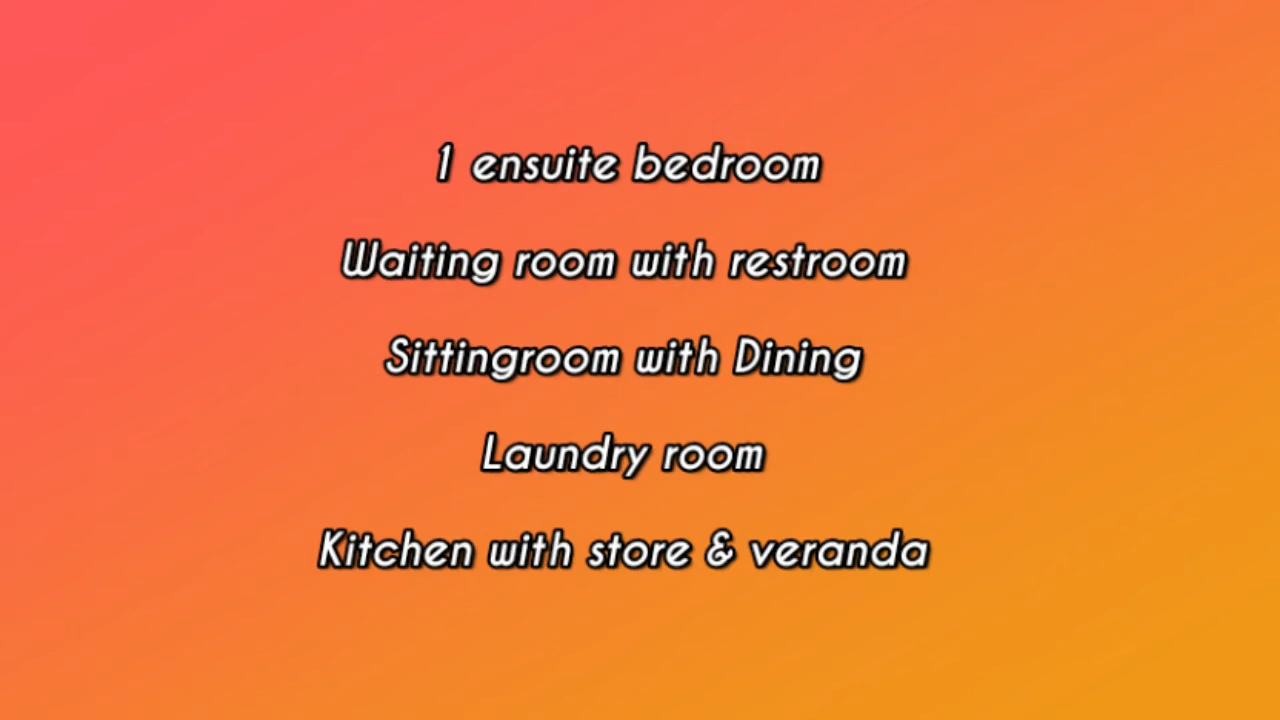 1 ensuite bedroom
Waiting room with restroom
Sittingroom with Dining
Laundry room
Kitchen with store & veranda